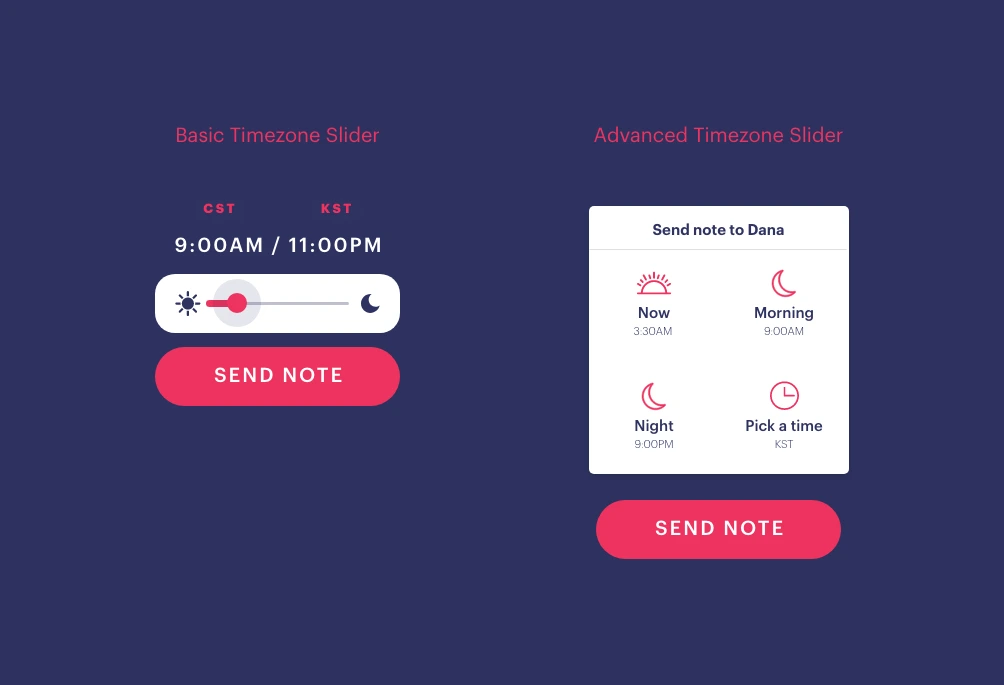 Basic Timezone Slider
CST KST
9:00AM / 11:00PM
SEND NOTE
Advanced Timezone Slider
Send note to Dana
Now Morning
3:30AM 9:00AM
Night Pick a time
9:00PM KST
SEND NOTE